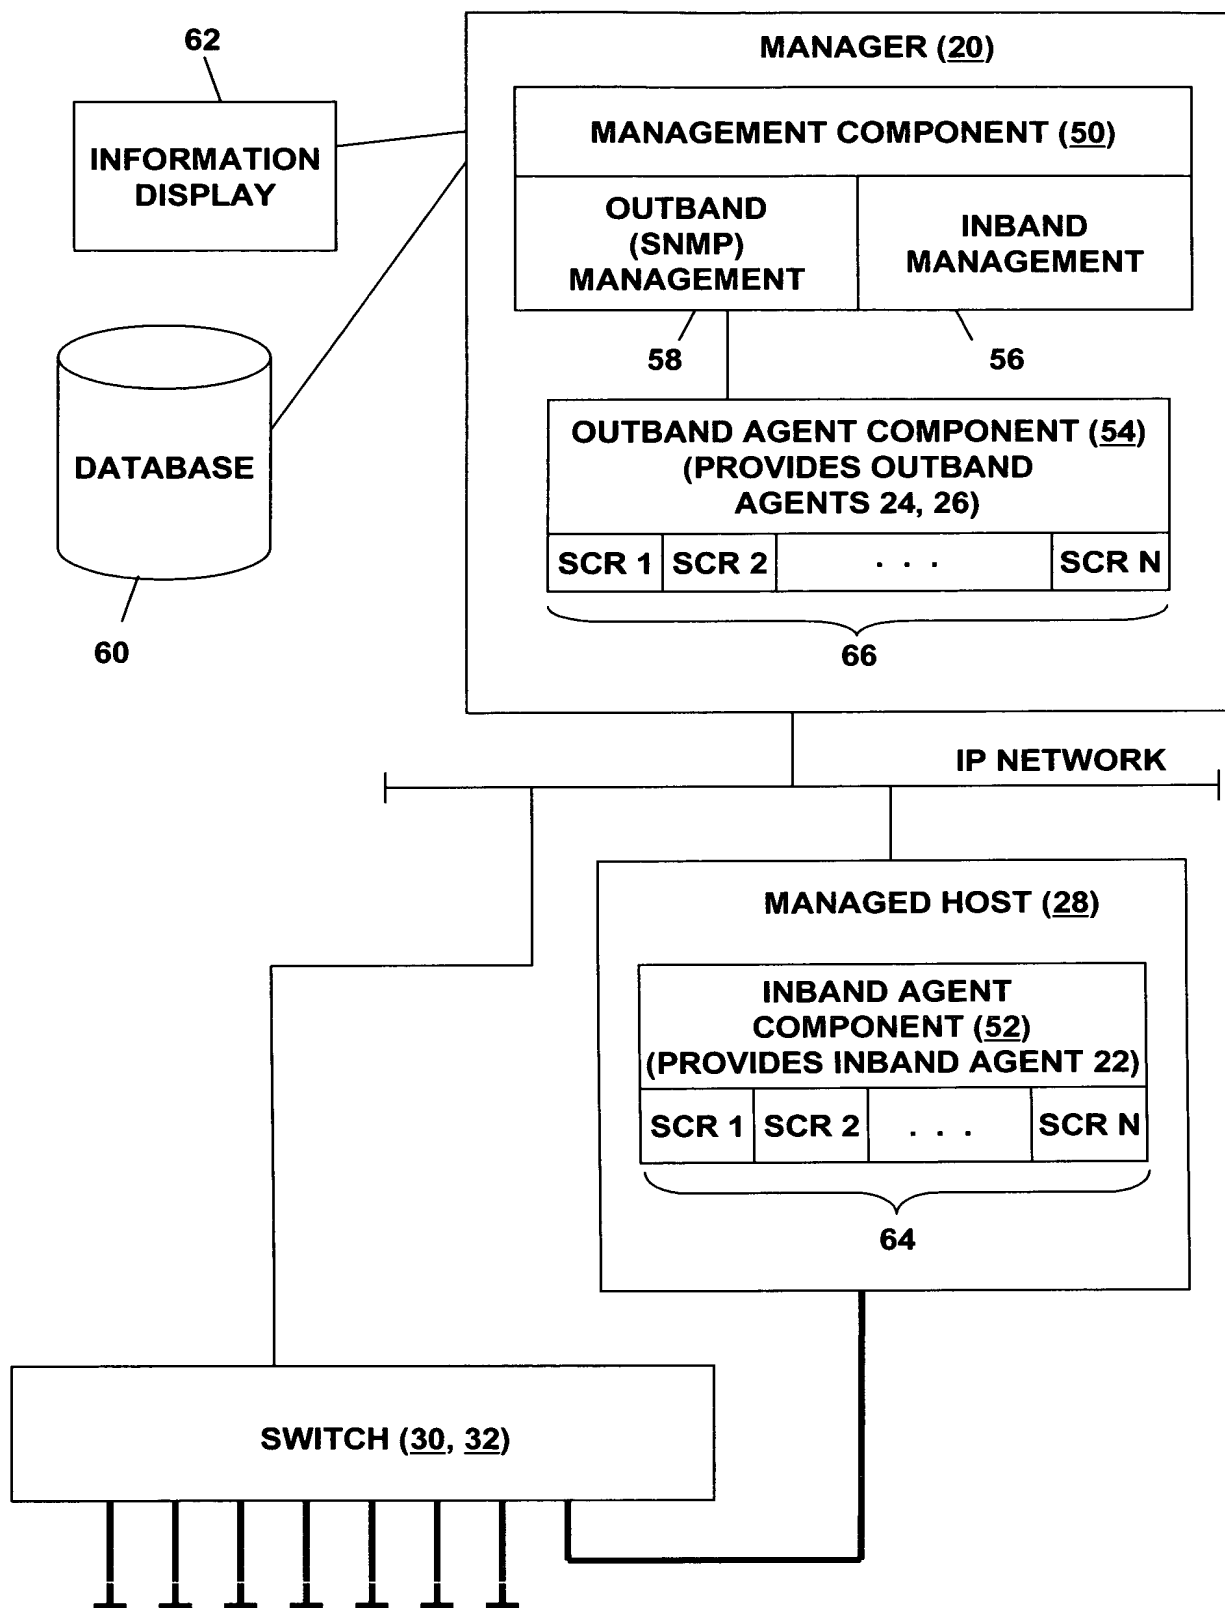 62
MANAGER (20)
INFORMATION
DISPLAY
MANAGEMENT COMPONENT (50)
OUTBAND
(SNMP)
MANAGEMENT
INBAND
MANAGEMENT
58
56
DATABASE
60
OUTBAND AGENT COMPONENT (54)
(PROVIDES OUTBAND
AGENTS 24, 26)
SCR 1
SCR 2
. . .
SCR N
66
IP NETWORK
MANAGED HOST (28)
INBAND AGENT
COMPONENT (52)
(PROVIDES INBAND AGENT 22)
SCR 1
SCR 2
. . .
SCR N
64
SWITCH (30, 32)